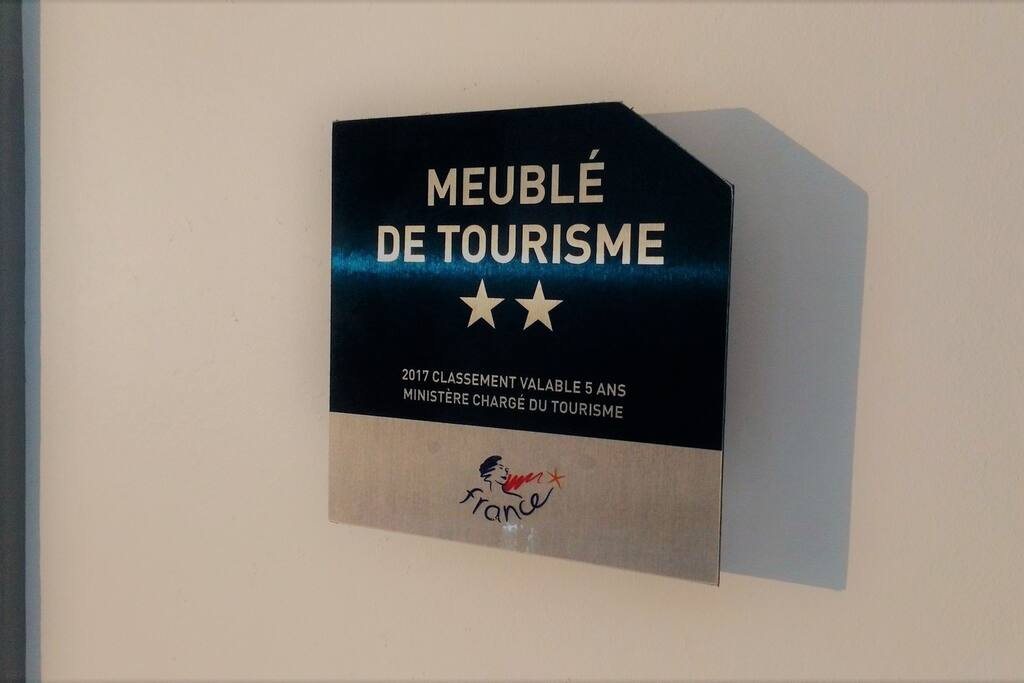 MEUBLÉ
DE TOURISME
2017 CLASSEMENT VALABLE 5 ANS
MINISTÈRE CHARGÉ DU TOURISME
france